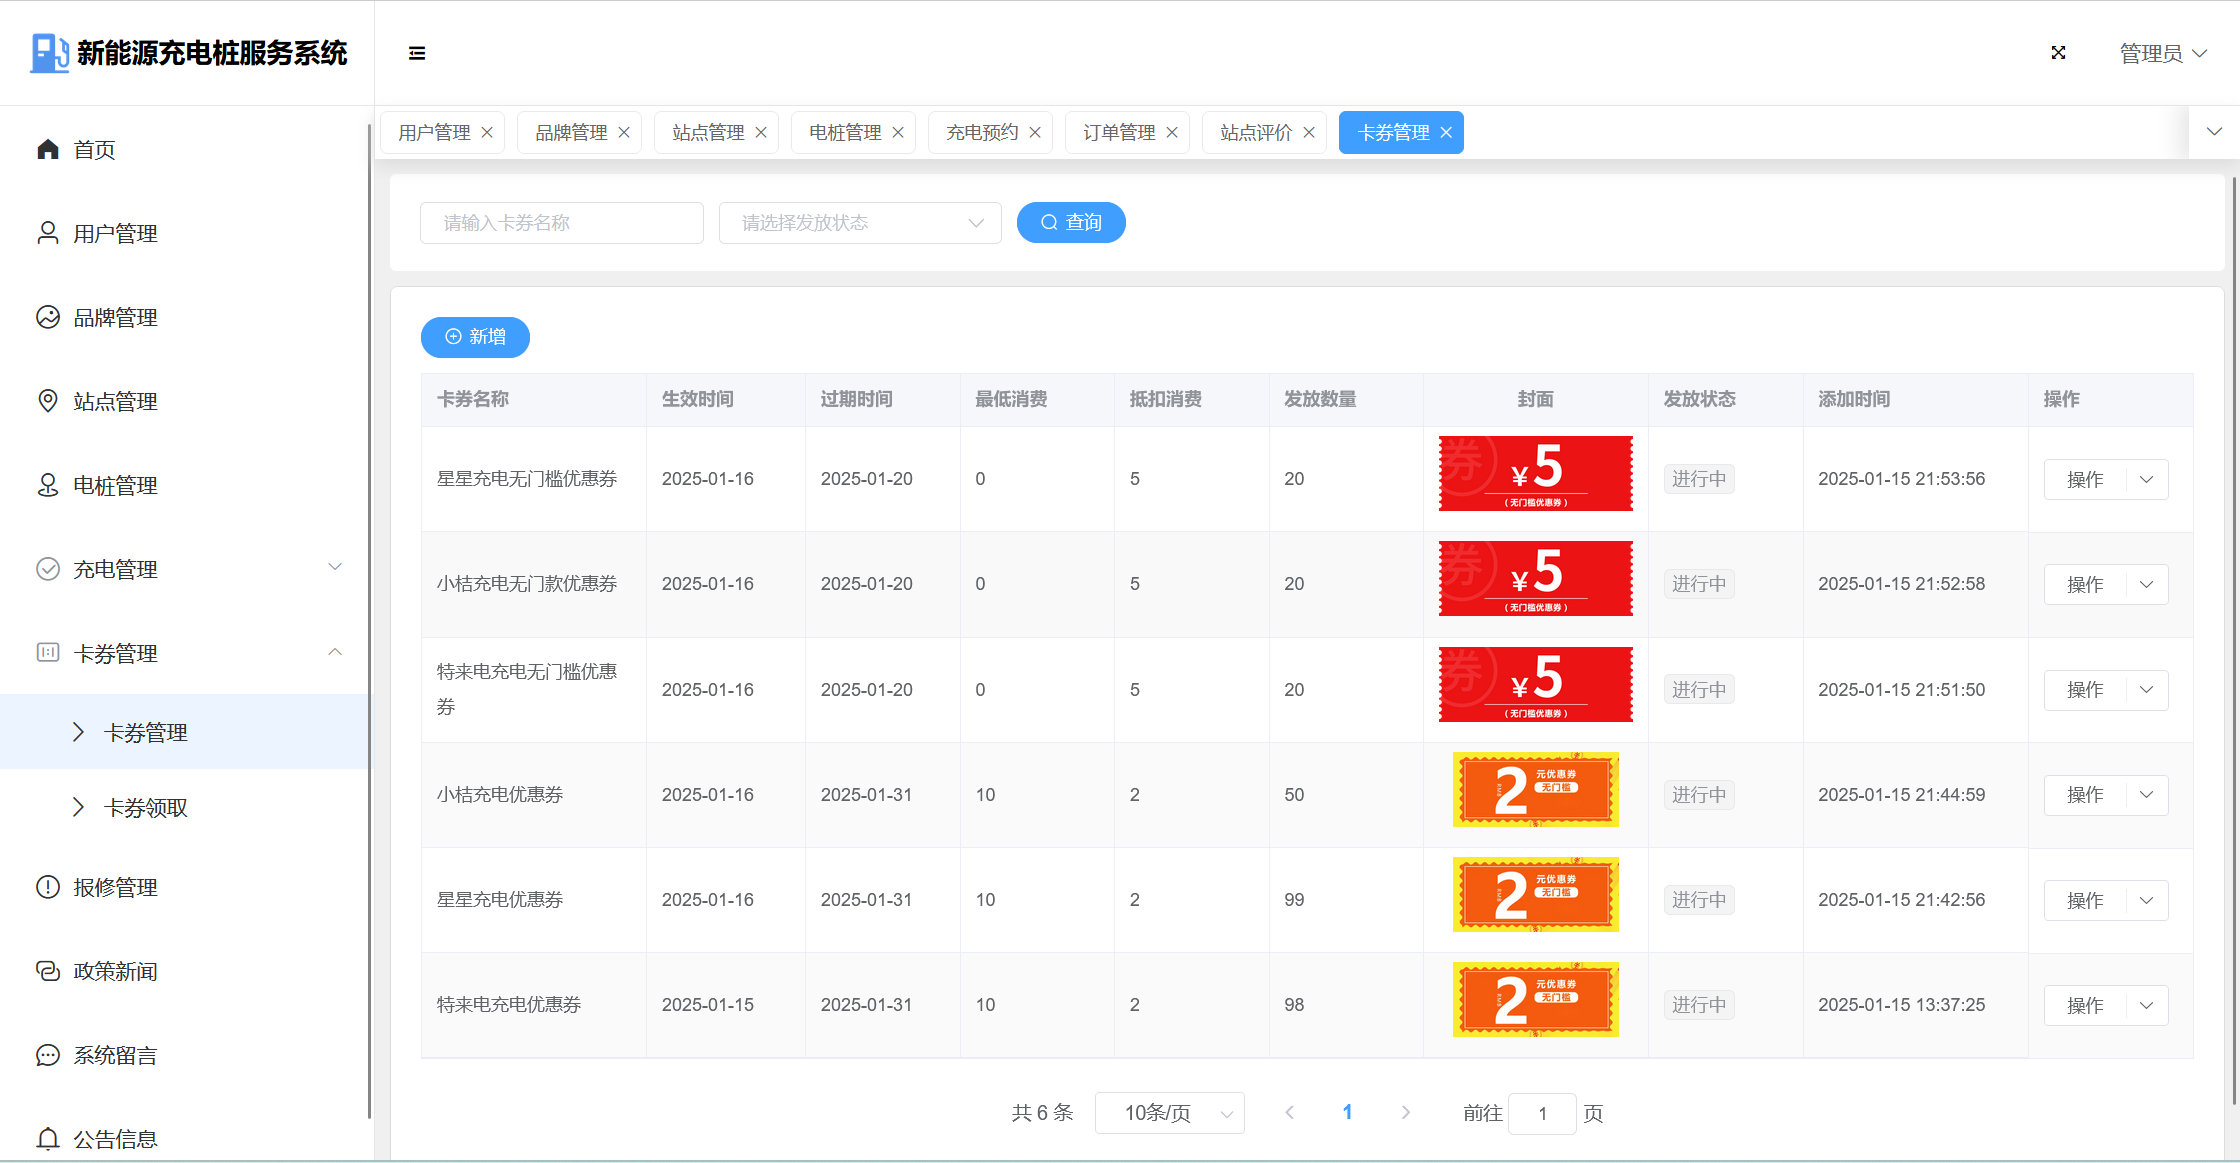 新能源充电桩服务系统
管理员
用户管理
品牌管理
站点管理
电桩管理
充电预约
订单管理
站点评价
卡券管理
首页
用户管理
品牌管理
站点管理
电桩管理
充电管理
卡券管理
卡券管理
卡券领取
报修管理
政策新闻
系统留言
公告信息
请输入卡券名称
请选择发放状态
查询
新增
卡券名称 生效时间 过期时间 最低消费 抵扣消费 发放数量 封面 发放状态 添加时间 操作
星星充电无门槛优惠券 2025-01-16 2025-01-20 0 5 20
券
¥5
(无门槛优惠券)
进行中 2025-01-15 21:53:56 操作
小桔充电无门款优惠券 2025-01-16 2025-01-20 0 5 20
券
¥5
(无门槛优惠券)
进行中 2025-01-15 21:52:58 操作
特来电充电无门槛优惠
券
2025-01-16 2025-01-20 0 5 20
券
¥5
(无门槛优惠券)
进行中 2025-01-15 21:51:50 操作
小桔充电优惠券 2025-01-16 2025-01-31 10 2 50
2
元优惠券
无门槛
进行中 2025-01-15 21:44:59 操作
星星充电优惠券 2025-01-16 2025-01-31 10 2 99
2
元优惠券
无门槛
进行中 2025-01-15 21:42:56 操作
特来电充电优惠券 2025-01-15 2025-01-31 10 2 98
2
元优惠券
无门槛
进行中 2025-01-15 13:37:25 操作
共 6 条 10条/页 1 前往 1 页